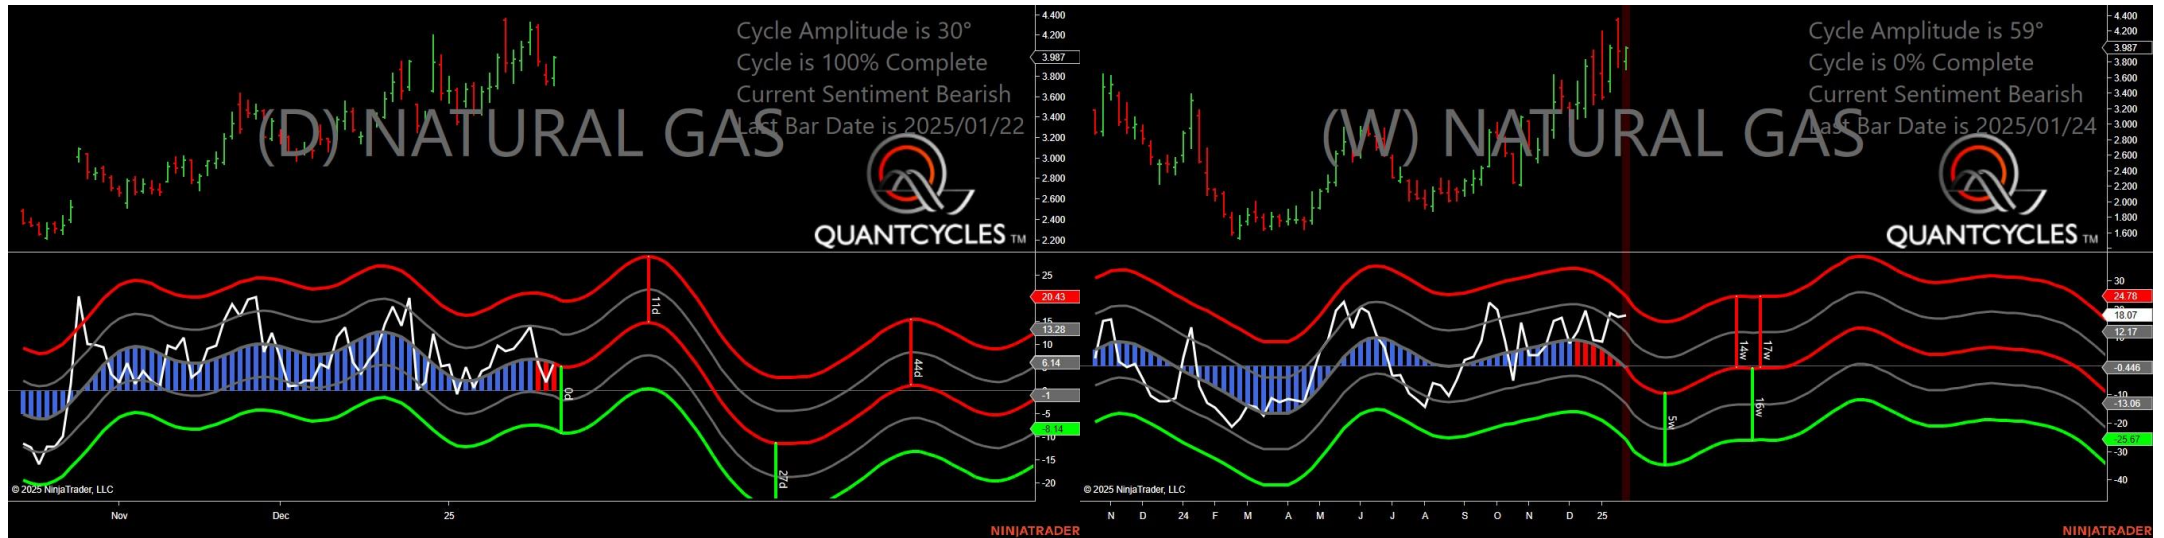 Cycle Amplitude is 30°
Cycle is 100% Complete
Current Sentiment Bearish
Last Bar Date is 2025/01/22
(D) NATURAL GAS
QUANTCYCLES TM
4.400
4.200
3.987
3.800
3.600
3.400
3.200
3.000
2.800
2.600
2.400
2.200
25
20.43
15
13.28
10
6.14
-1
-5
-8.14
-10
-15
-20
0d
11d
27d
44d
© 2025 NinjaTrader, LLC
Nov
Dec
25
NINJATRADER
Cycle Amplitude is 59°
Cycle is 0% Complete
Current Sentiment Bearish
Last Bar Date is 2025/01/24
(W) NATURAL GAS
QUANTCYCLES TM
4.400
4.200
3.987
3.800
3.600
3.400
3.200
3.000
2.800
2.600
2.400
2.200
2.000
1.800
1.600
30
24.78
18.07
12.17
-0.446
-10
-13.06
-20
-25.67
-30
-40
5w
14w
17w
16w
© 2025 NinjaTrader, LLC
N
D
24
F
M
A
M
J
J
A
S
O
N
D
25
NINJATRADER